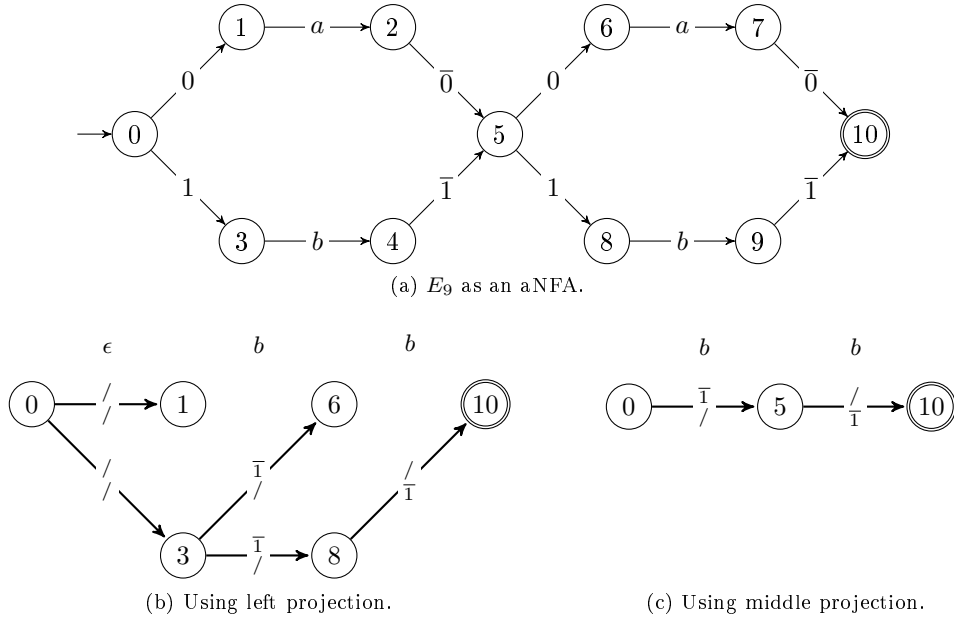 1 a 2 6 a 7
0 0̅ 0 0̅
0 5 10
1 1̅ 1 1̅
3 b 4 8 b 9
(a) E₉ as an aNFA.
ϵ b b b b
0 / / 1 6 10 0 1̅ / 5 / 1̅ 10
/ / 1̅ / / 1̅
3 1̅ / 8
(b) Using left projection. (c) Using middle projection.